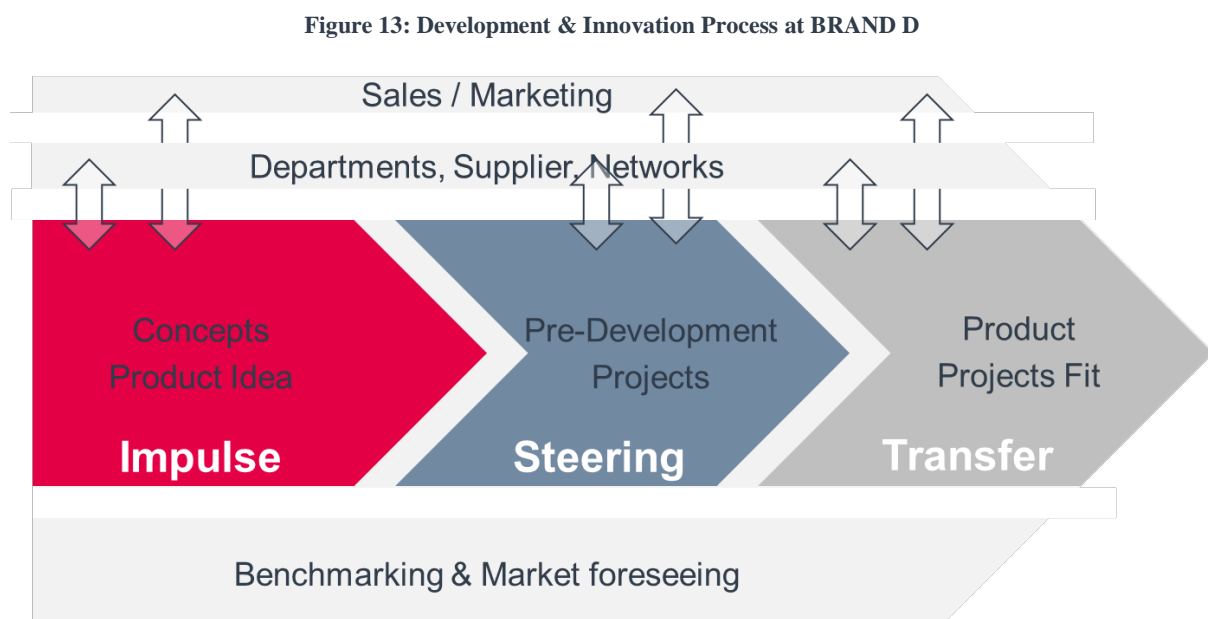 Figure 13: Development & Innovation Process at BRAND D
Sales / Marketing
Departments, Supplier, Networks
Concepts
Product Idea
Impulse
Pre-Development
Projects
Steering
Product
Projects Fit
Transfer
Benchmarking & Market foreseeing